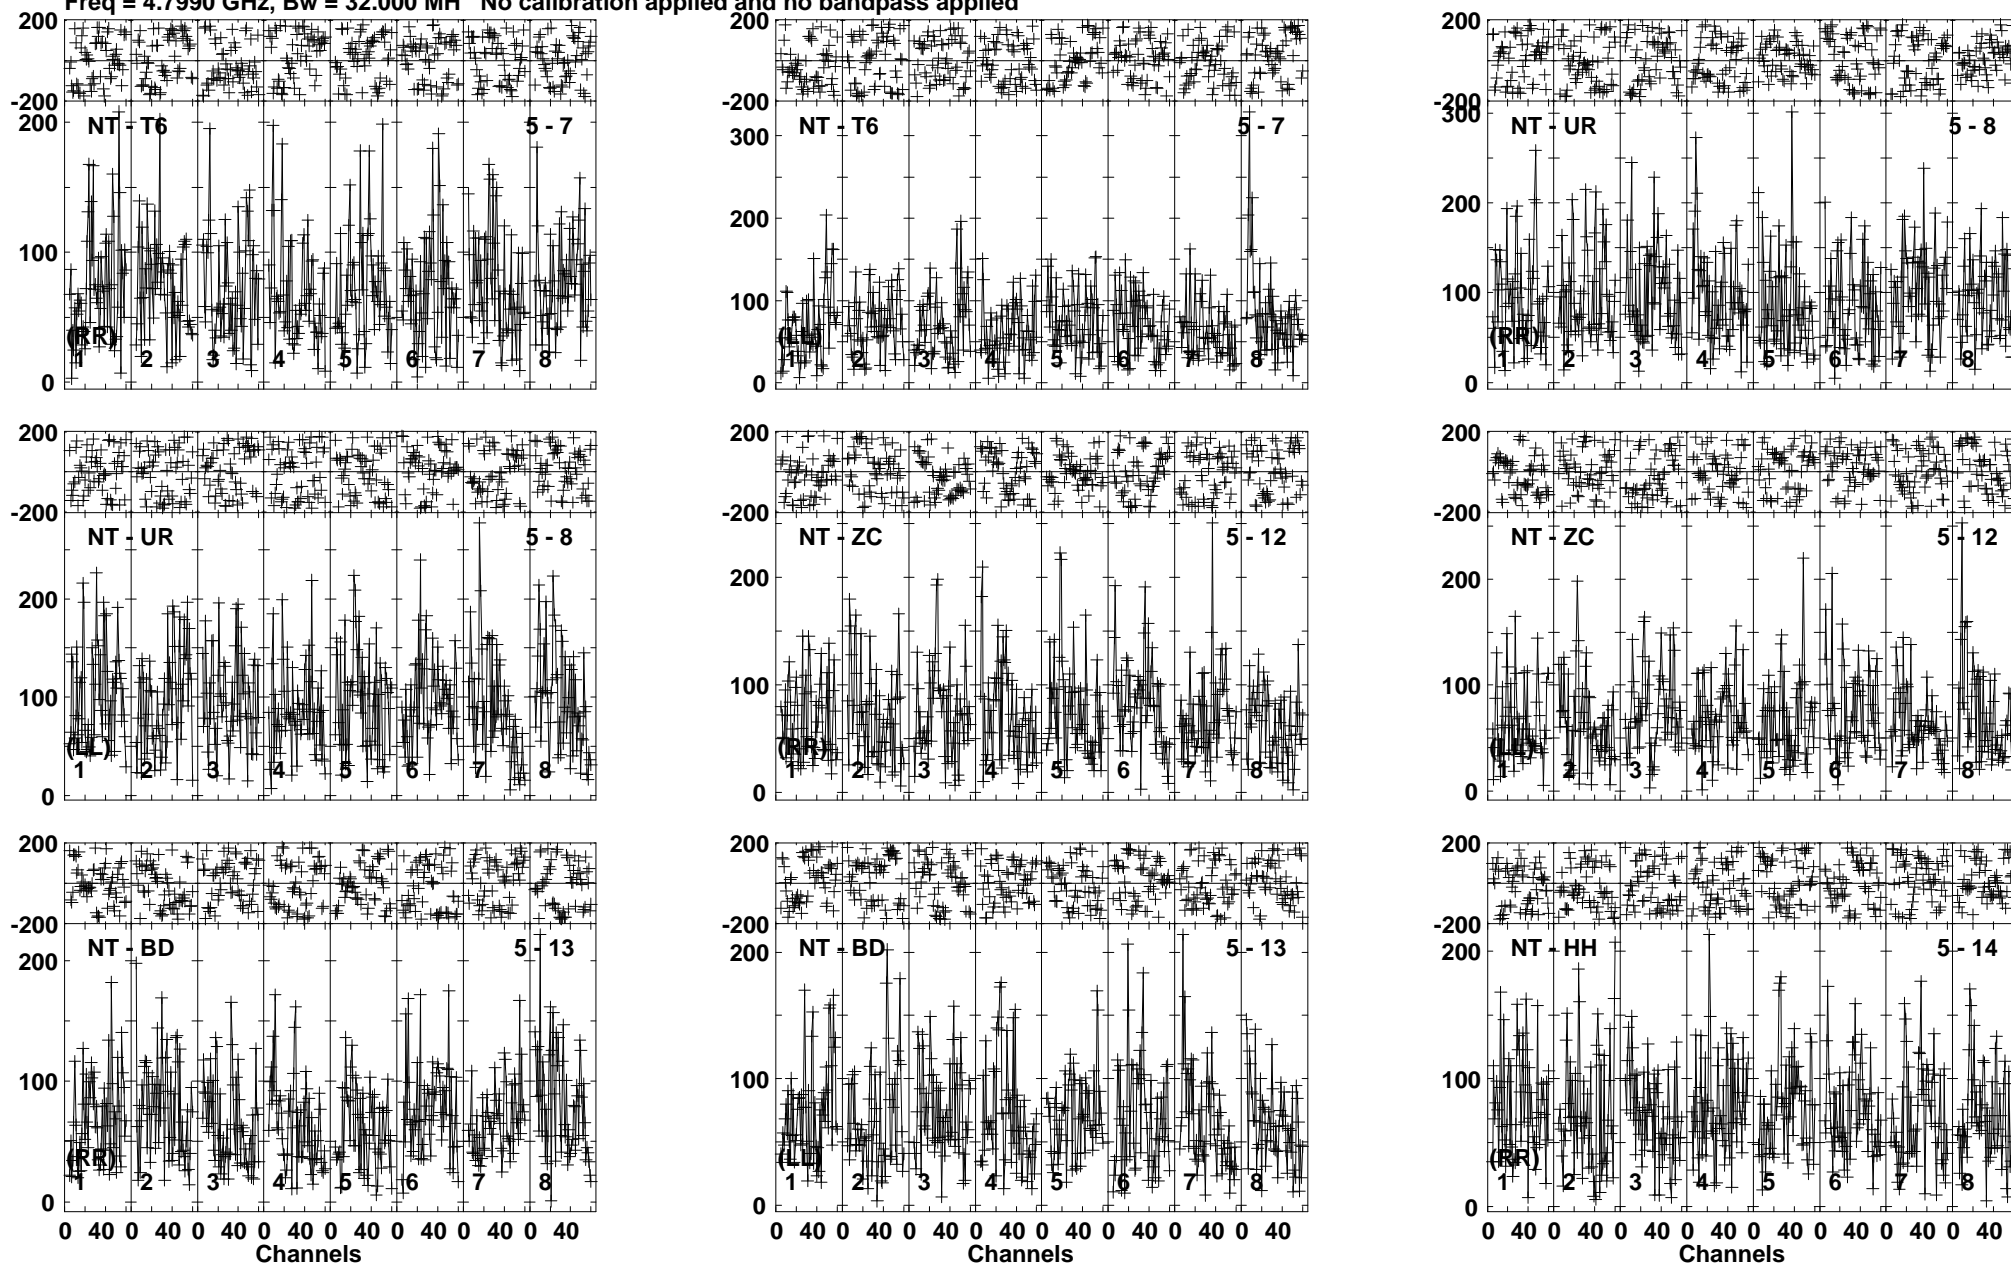 Freq = 4.7990 GHz, Bw = 32.000 MH No calibration applied and no bandpass applied
200 200 200
-200 -200 -200
200 NT - T6 5 - 7 300 NT - T6 5 - 7 300 NT - UR 5 - 8
200 200
100 100 100
(RR) (LL) (RR)
1 2 3 4 5 6 7 8 1 2 3 4 5 6 7 8 1 2 3 4 5 6 7 8
0 0 0
200 200 200
-200 -200 -200
NT - UR 5 - 8 NT - ZC 5 - 12 NT - ZC 5 - 12
200 200 200
100 100 100
(LL) (RR) (LL)
1 2 3 4 5 6 7 8 1 2 3 4 5 6 7 8 1 2 3 4 5 6 7 8
0 0 0
200 200 200
-200 -200 -200
NT - BD 5 - 13 NT - BD 5 - 13 NT - HH 5 - 14
200 200 200
100 100 100
(RR) (LL) (RR)
1 2 3 4 5 6 7 8 1 2 3 4 5 6 7 8 1 2 3 4 5 6 7 8
0 0 0
0 40 0 40 0 40 0 40 0 40 0 40 0 40 0 40 0 40 0 40 0 40 0 40 0 40 0 40 0 40 0 40 0 40 0 40 0 40 0 40 0 40 0 40 0 40 0 40
Channels Channels Channels